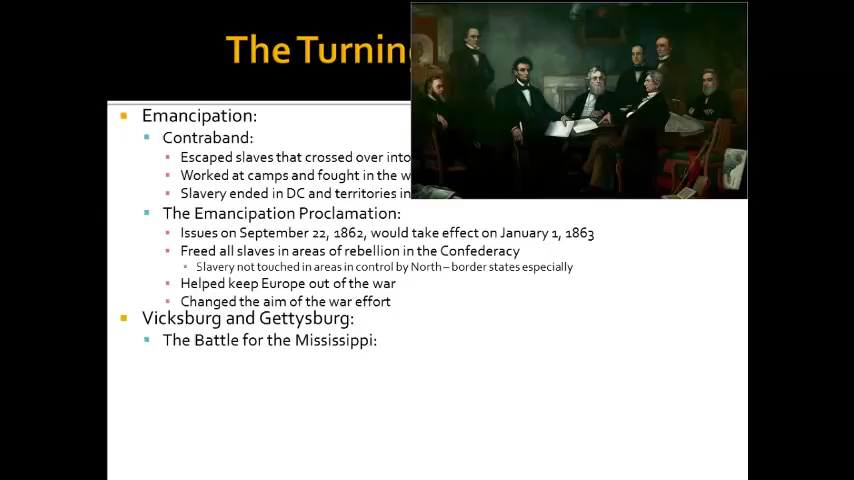 The Turnin
Emancipation:
Contraband:
Escaped slaves that crossed over into
Worked at camps and fought in the w
Slavery ended in DC and territories in
The Emancipation Proclamation:
Issues on September 22, 1862, would take effect on January 1, 1863
Freed all slaves in areas of rebellion in the Confederacy
Slavery not touched in areas in control by North – border states especially
Helped keep Europe out of the war
Changed the aim of the war effort
Vicksburg and Gettysburg:
The Battle for the Mississippi: